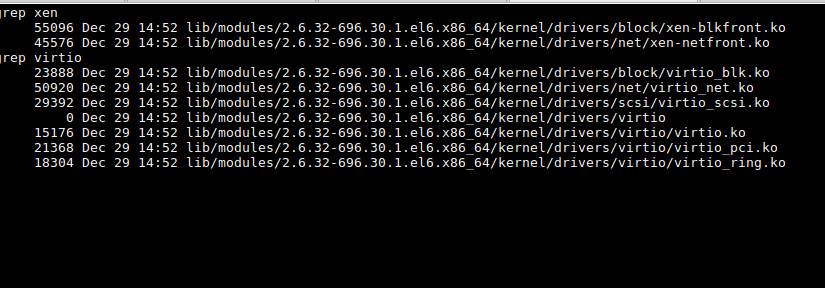 grep xen
55096 Dec 29 14:52 lib/modules/2.6.32-696.30.1.el6.x86_64/kernel/drivers/block/xen-blkfront.ko
45576 Dec 29 14:52 lib/modules/2.6.32-696.30.1.el6.x86_64/kernel/drivers/net/xen-netfront.ko
grep virtio
23888 Dec 29 14:52 lib/modules/2.6.32-696.30.1.el6.x86_64/kernel/drivers/block/virtio_blk.ko
50920 Dec 29 14:52 lib/modules/2.6.32-696.30.1.el6.x86_64/kernel/drivers/net/virtio_net.ko
29392 Dec 29 14:52 lib/modules/2.6.32-696.30.1.el6.x86_64/kernel/drivers/scsi/virtio_scsi.ko
0 Dec 29 14:52 lib/modules/2.6.32-696.30.1.el6.x86_64/kernel/drivers/virtio
15176 Dec 29 14:52 lib/modules/2.6.32-696.30.1.el6.x86_64/kernel/drivers/virtio/virtio.ko
21368 Dec 29 14:52 lib/modules/2.6.32-696.30.1.el6.x86_64/kernel/drivers/virtio/virtio_pci.ko
18304 Dec 29 14:52 lib/modules/2.6.32-696.30.1.el6.x86_64/kernel/drivers/virtio/virtio_ring.ko